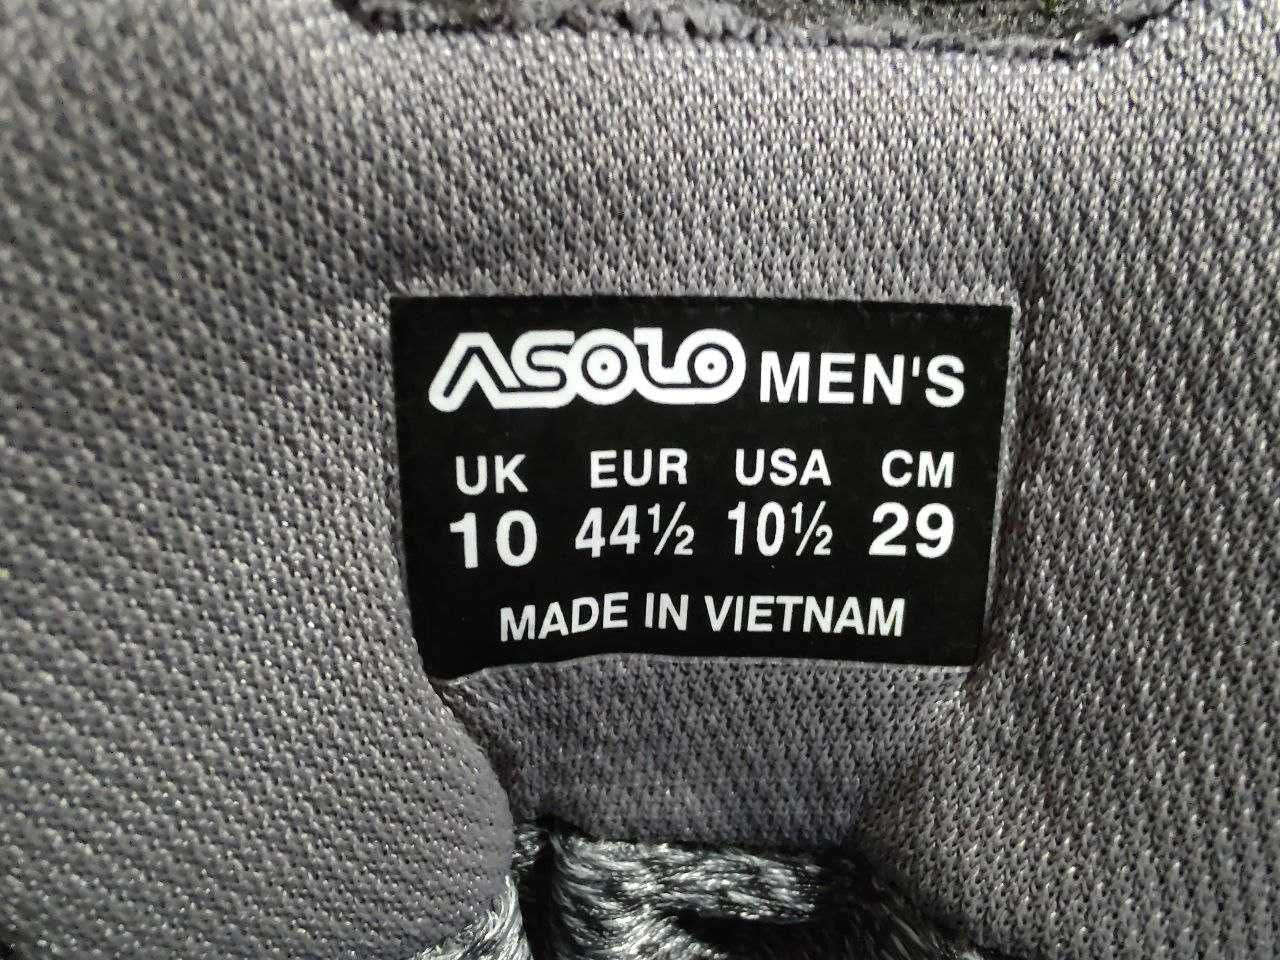 ASOLO MEN'S
UK EUR USA CM
10 44½ 10½ 29
MADE IN VIETNAM